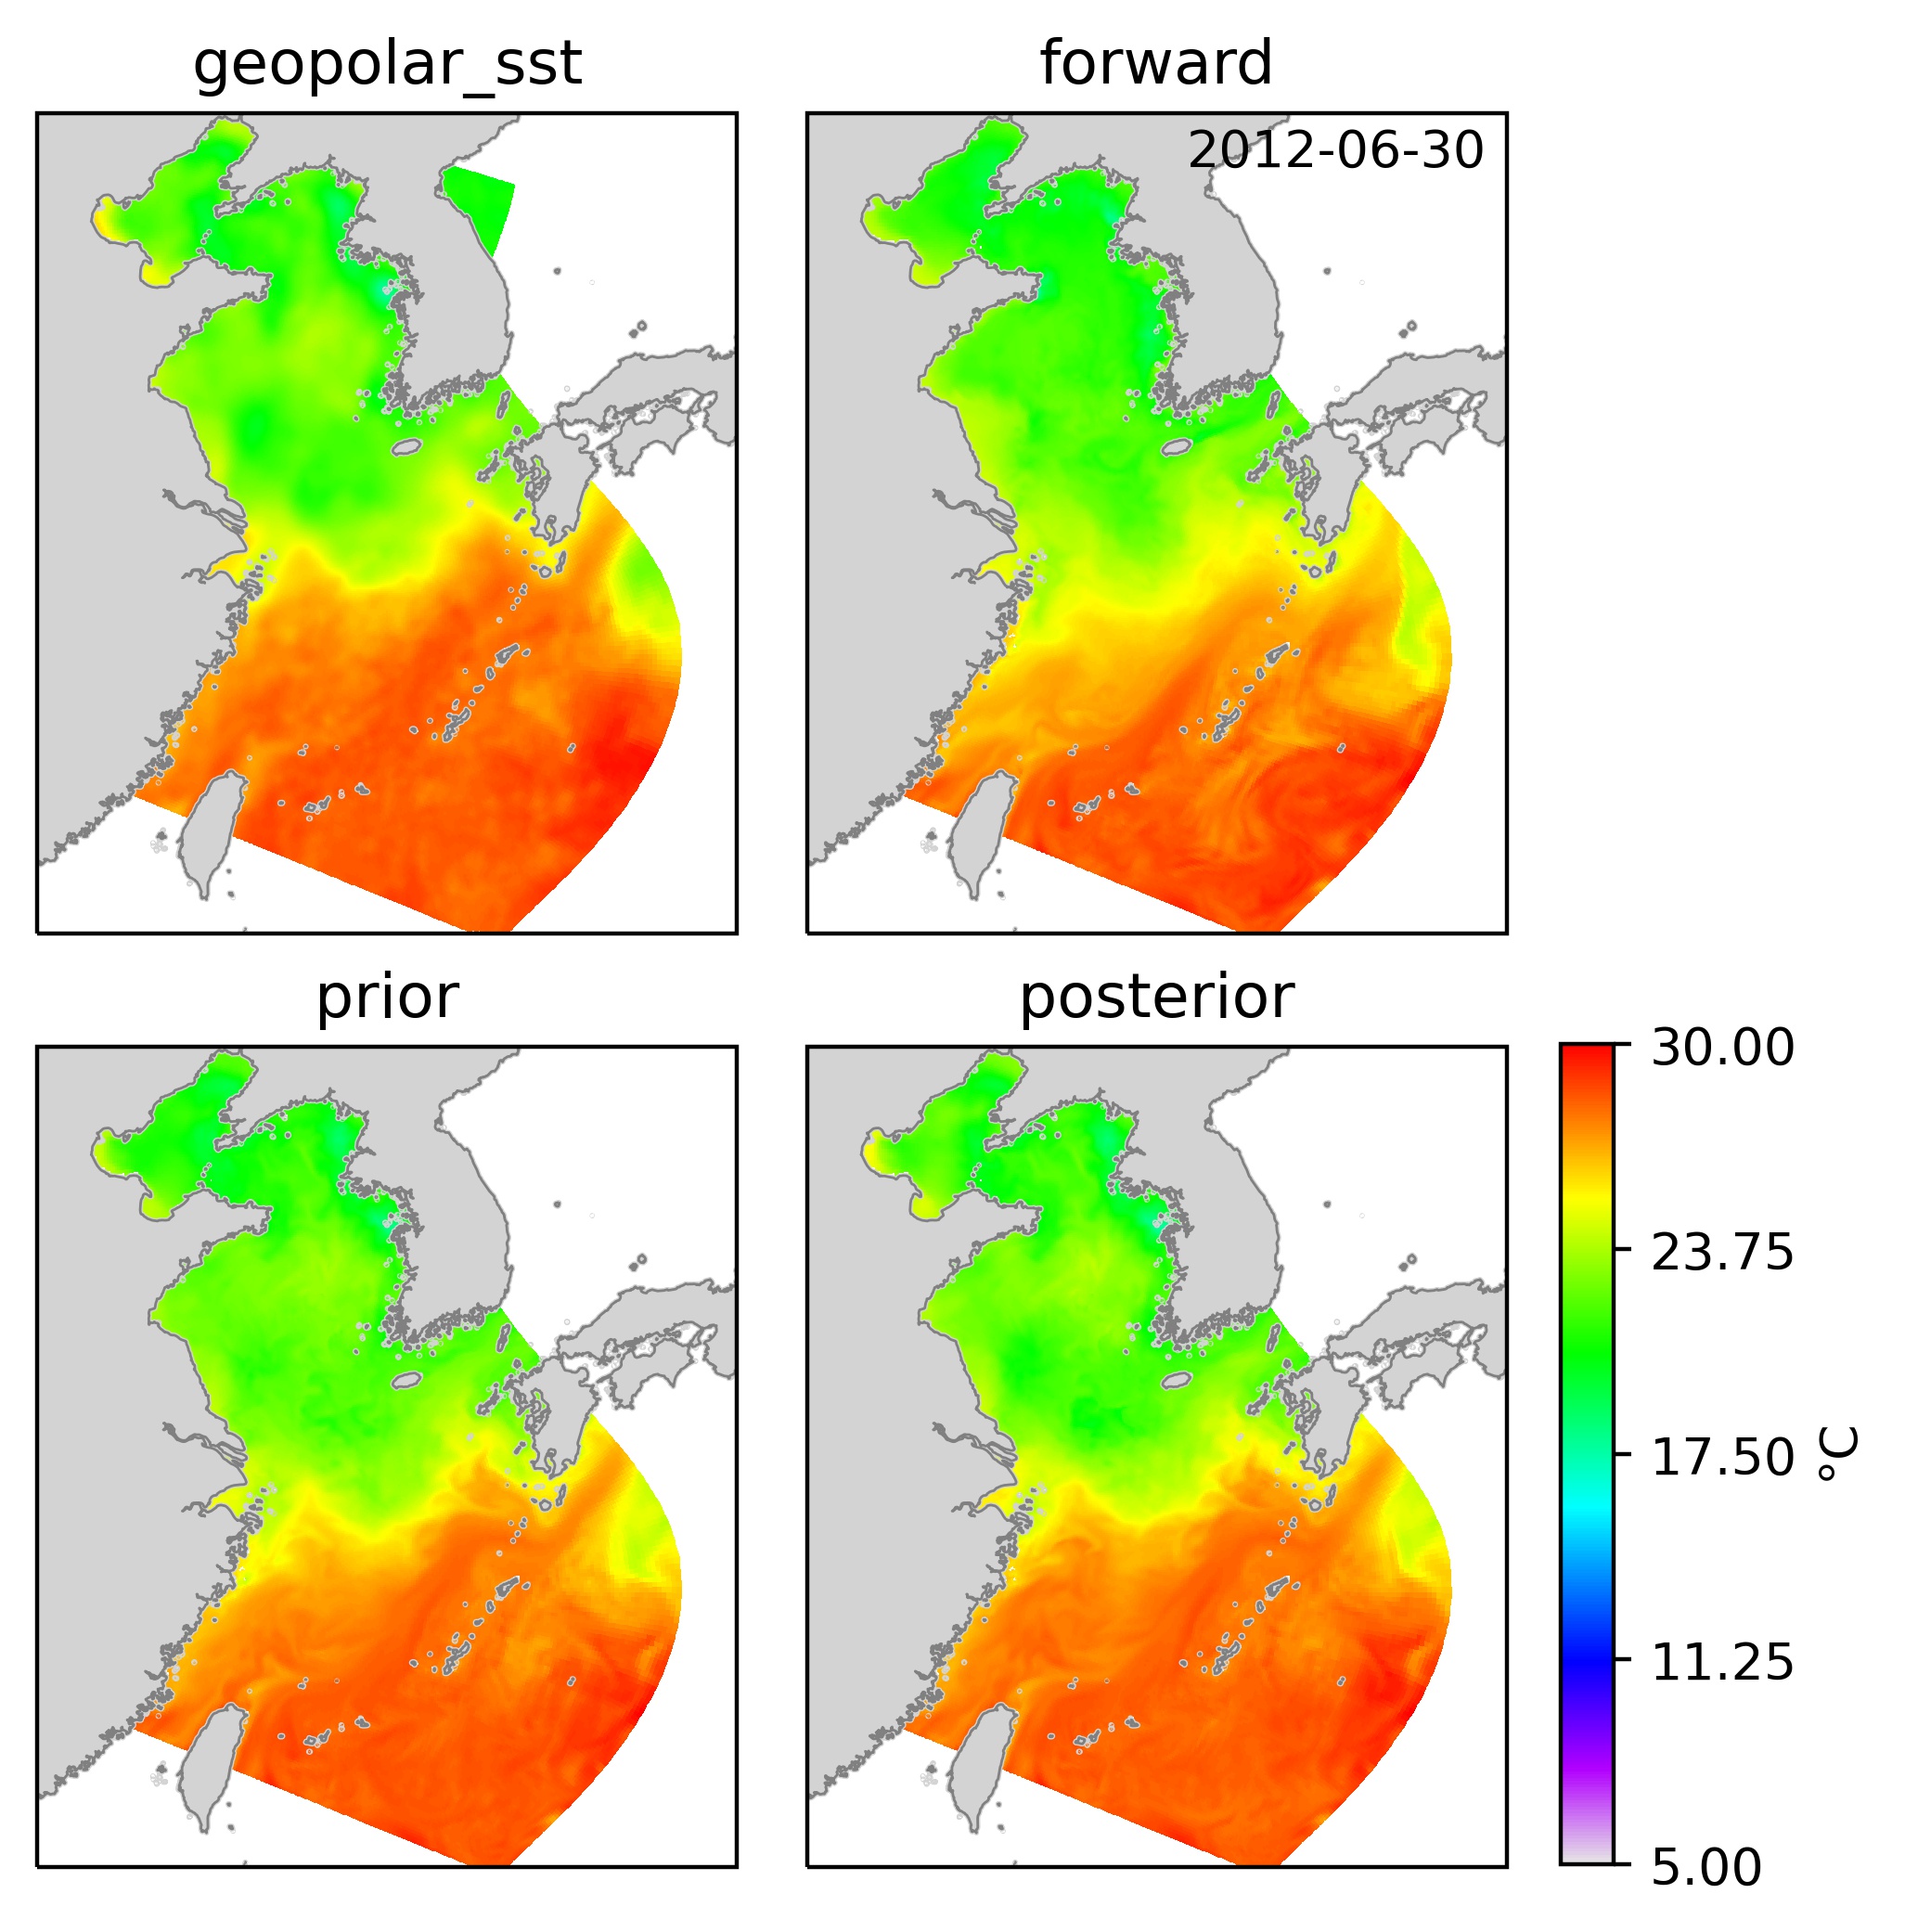 geopolar_sst
forward
2012-06-30
prior
posterior
30.00
23.75
17.50
11.25
5.00
°C